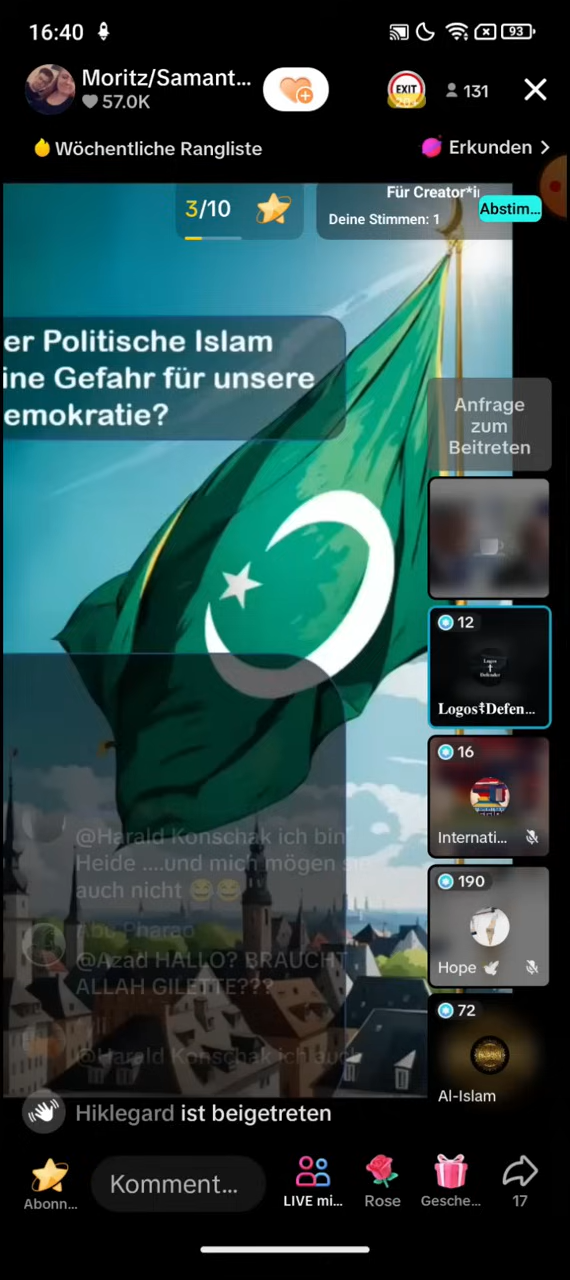 16:40
93
Moritz/Samant...
57.0K
EXIT
131
Wöchentliche Rangliste
Erkunden >
3/10
Für Creator*i
Deine Stimmen: 1
Abstim...
er Politische Islam
ine Gefahr für unsere
emokratie?
Anfrage
zum
Beitreten
12
Logos
Defender
Logos‡Defen...
16
Internati...
190
Hope 🕊
72
Al-Islam
@Harald Konschak ich bin
Heide ....und mich mögen sie
auch nicht 😂😂
Abu Pharao
@Azad HALLO? BRAUCHT
ALLAH GILETTE???
@Harald Konschak ich auch
Hiklegard ist beigetreten
Abonn...
Komment...
LIVE mi...
Rose
Gesche...
17